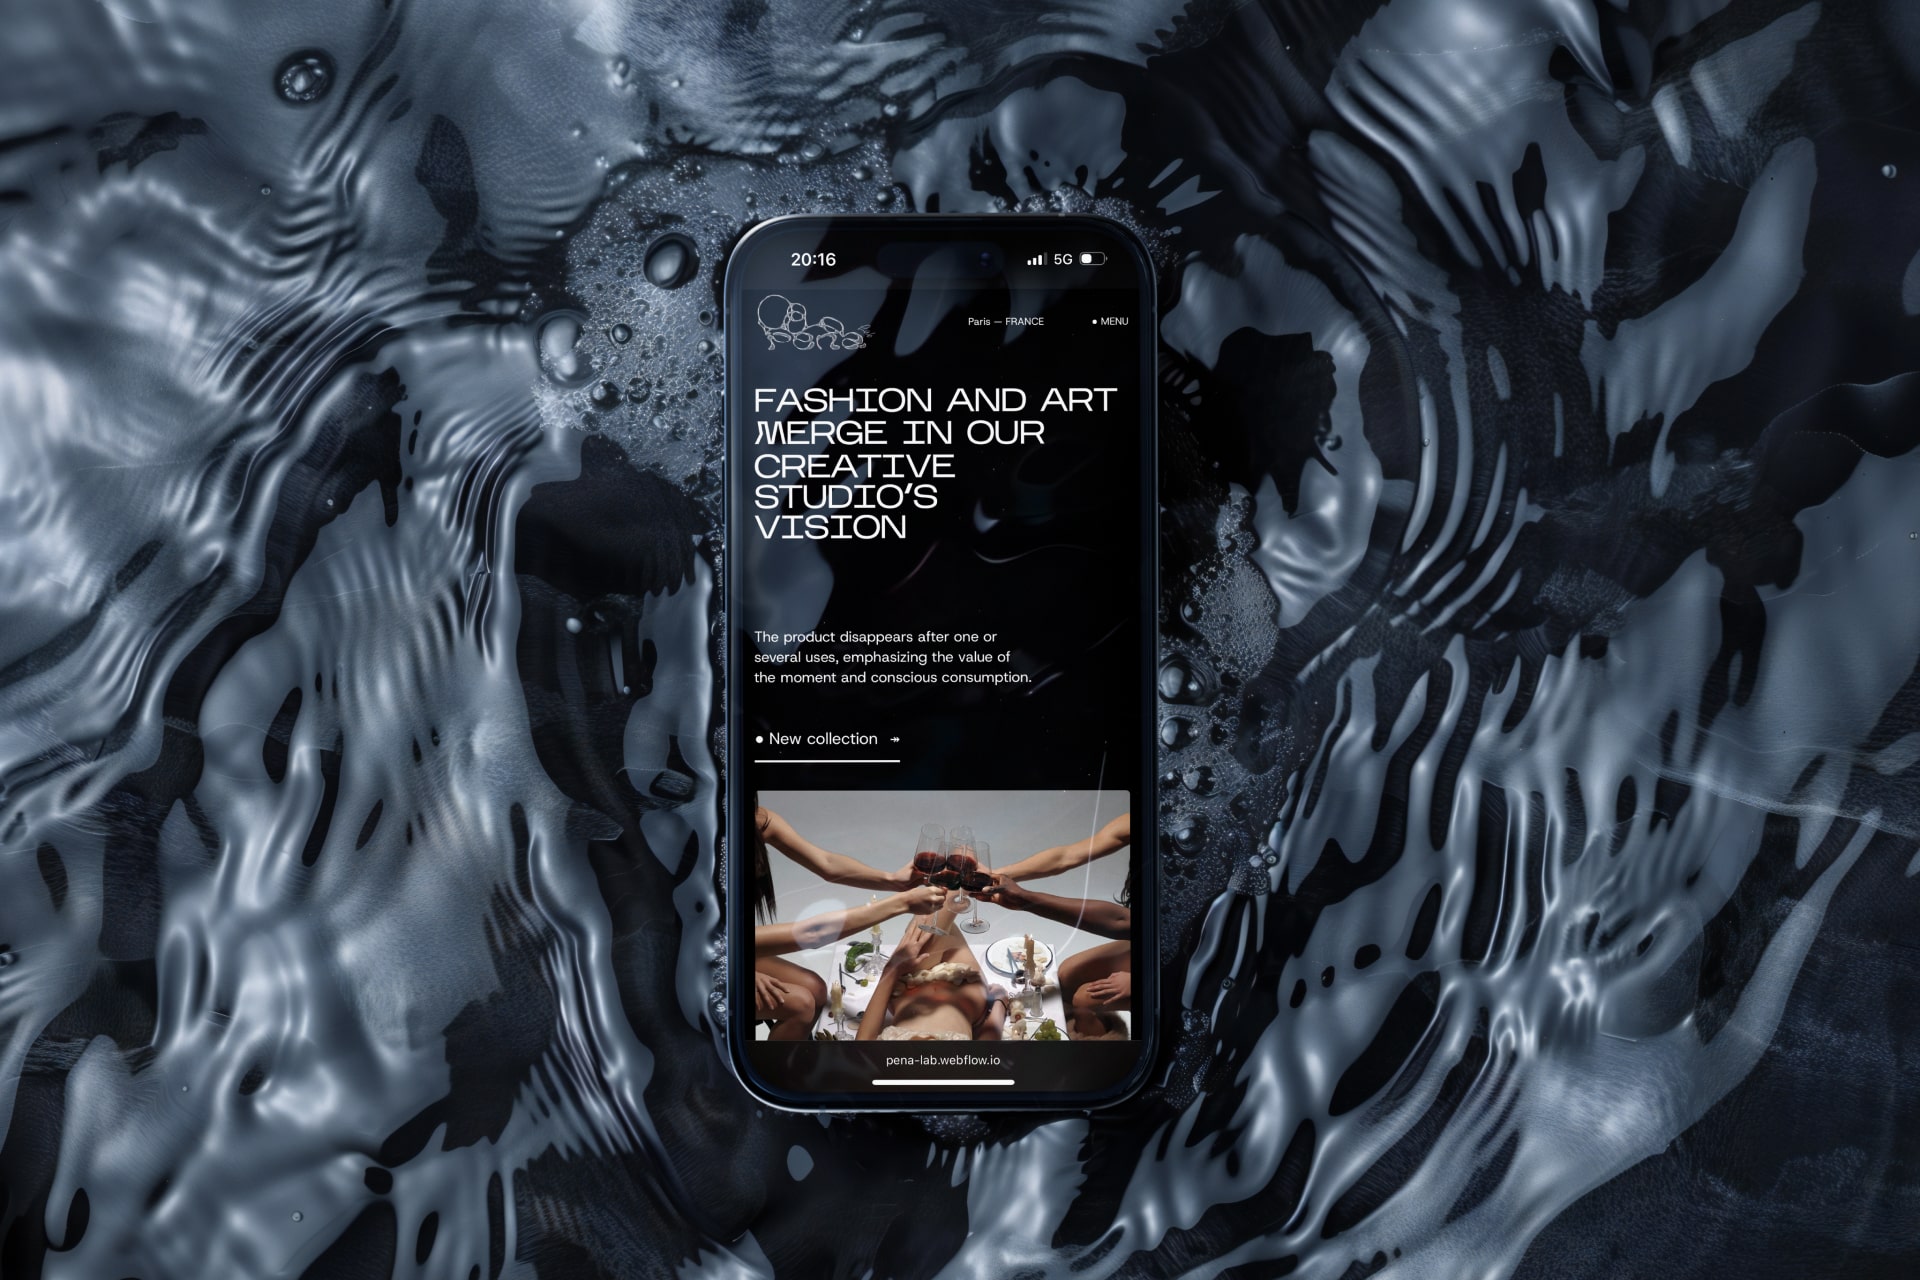 20:16
5G
Paris — FRANCE
• MENU
FASHION AND ART
MERGE IN OUR
CREATIVE
STUDIO'S
VISION
The product disappears after one or
several uses, emphasizing the value of
the moment and conscious consumption.
• New collection ↠
pena-lab.webflow.io